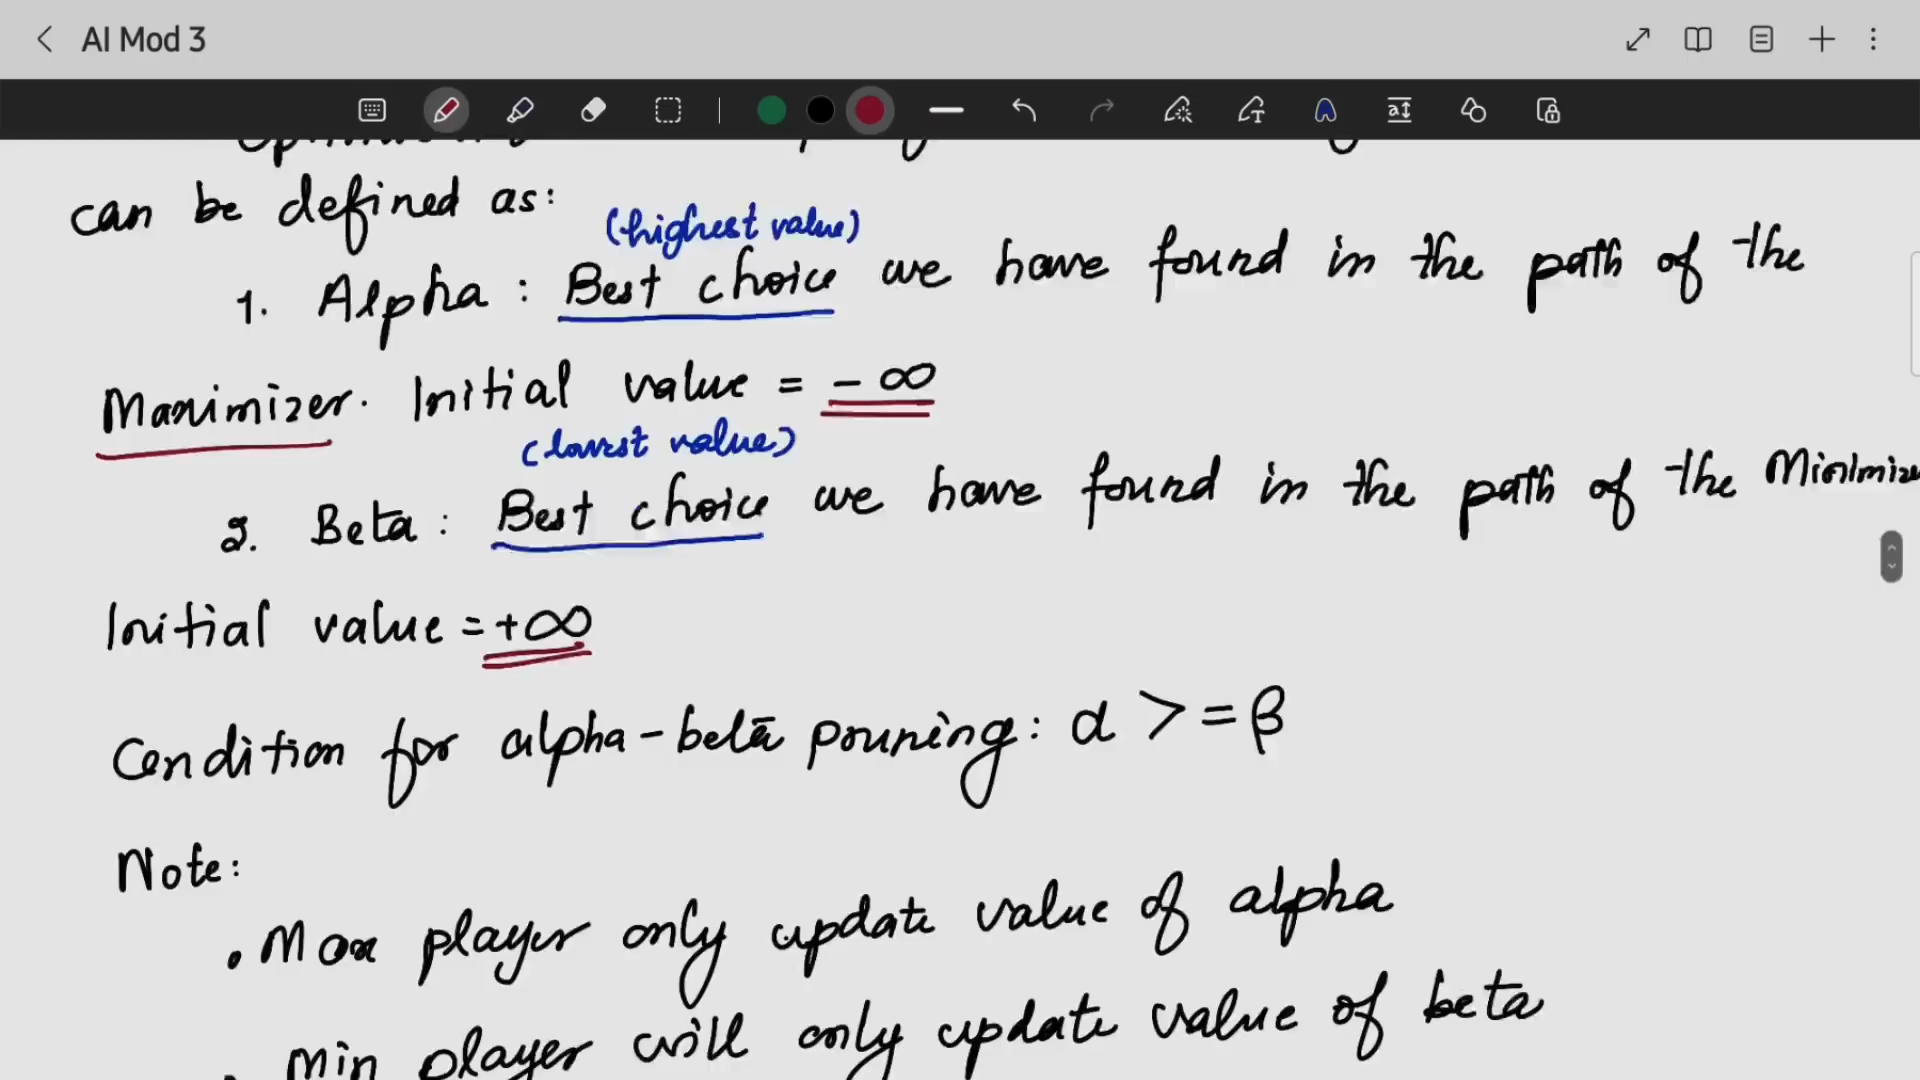 AI Mod 3
can be defined as:
(highest value)
1. Alpha : Best choice we have found in the path of the
Maximizer. Initial value = - ∞
(lowest value)
2. Beta : Best choice we have found in the path of the Minimize
Initial value = +∞
Condition for alpha-beta pruning: α >= β
Note:
• Max player only update value of alpha
• Min player will only update value of beta